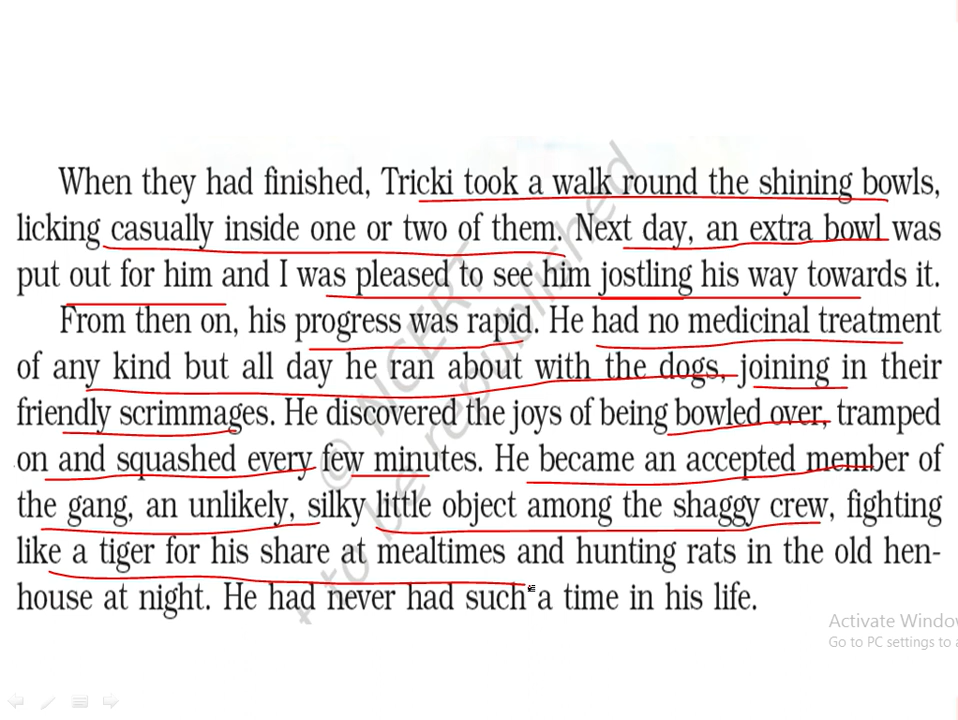 When they had finished, Tricki took a walk round the shining bowls,
licking casually inside one or two of them. Next day, an extra bowl was
put out for him and I was pleased to see him jostling his way towards it.
From then on, his progress was rapid. He had no medicinal treatment
of any kind but all day he ran about with the dogs, joining in their
friendly scrimmages. He discovered the joys of being bowled over, tramped
on and squashed every few minutes. He became an accepted member of
the gang, an unlikely, silky little object among the shaggy crew, fighting
like a tiger for his share at mealtimes and hunting rats in the old hen-
house at night. He had never had such a time in his life.
© NCERT
be republished
Activate Windo
Go to PC settings to a